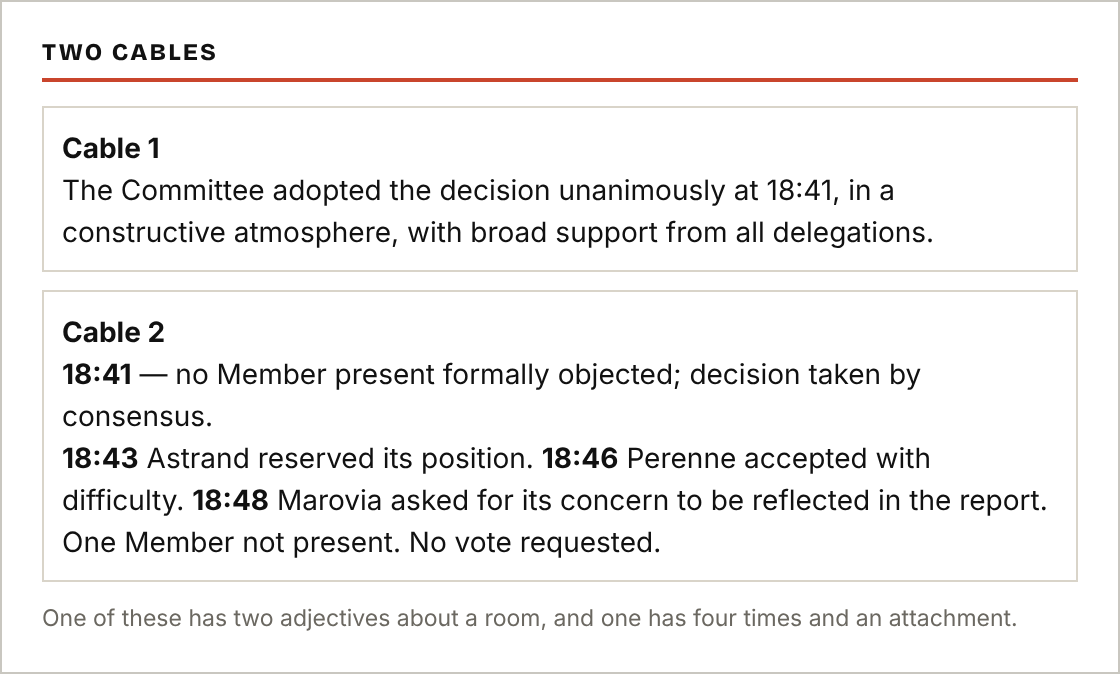 TWO CABLES
Cable 1
The Committee adopted the decision unanimously at 18:41, in a
constructive atmosphere, with broad support from all delegations.
Cable 2
18:41 — no Member present formally objected; decision taken by
consensus.
18:43 Astrand reserved its position. 18:46 Perenne accepted with
difficulty. 18:48 Marovia asked for its concern to be reflected in the report.
One Member not present. No vote requested.
One of these has two adjectives about a room, and one has four times and an attachment.